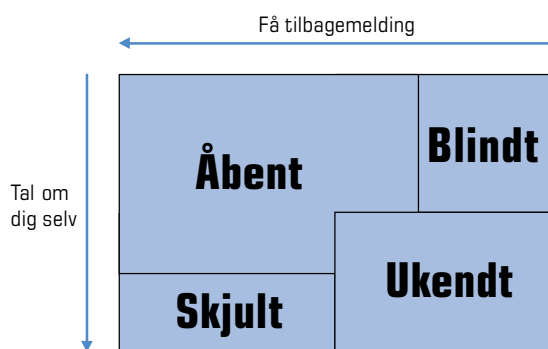 Få tilbagemelding
Blindt
Åbent
Tal om
dig selv
Ukendt
Skjult